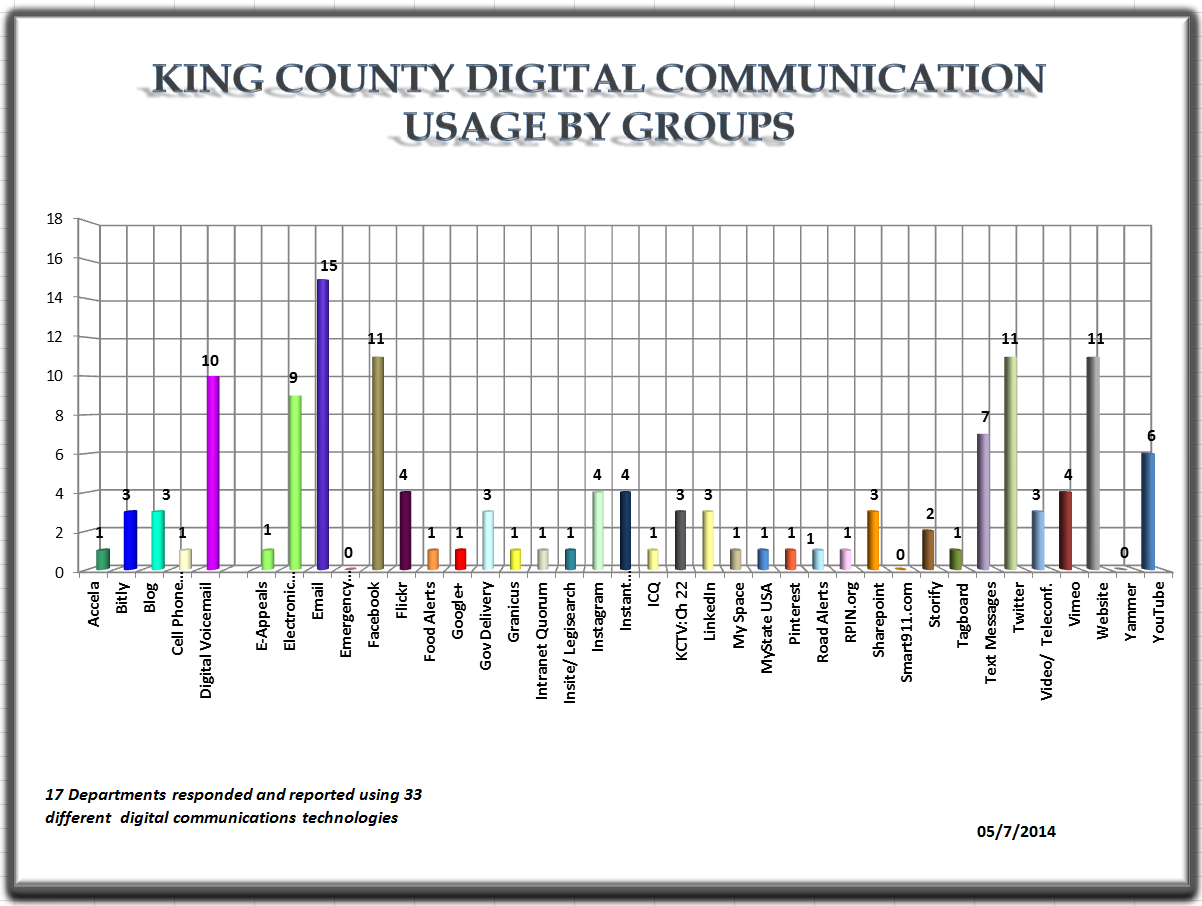 KING COUNTY DIGITAL COMMUNICATION
USAGE BY GROUPS
18
16
14
12
10
8
6
4
2
0
1
3
3
1
10
1
9
15
0
11
4
1
1
3
1
1
1
4
4
1
3
3
1
1
1
1
1
3
0
2
1
7
11
3
4
11
0
6
Accela
Bitly
Blog
Cell Phone…
Digital Voicemail
E-Appeals
Electronic…
Email
Emergency…
Facebook
Flickr
Food Alerts
Google+
Gov Delivery
Granicus
Intranet Quorum
Insite/ Legisearch
Instagram
Instant…
ICQ
KCTV: Ch 22
LinkedIn
My Space
MyState USA
Pinterest
Road Alerts
RPIN.org
Sharepoint
Smart911.com
Storify
Tagboard
Text Messages
Twitter
Video/ Teleconf.
Vimeo
Website
Yammer
YouTube
17 Departments responded and reported using 33
different digital communications technologies
05/7/2014